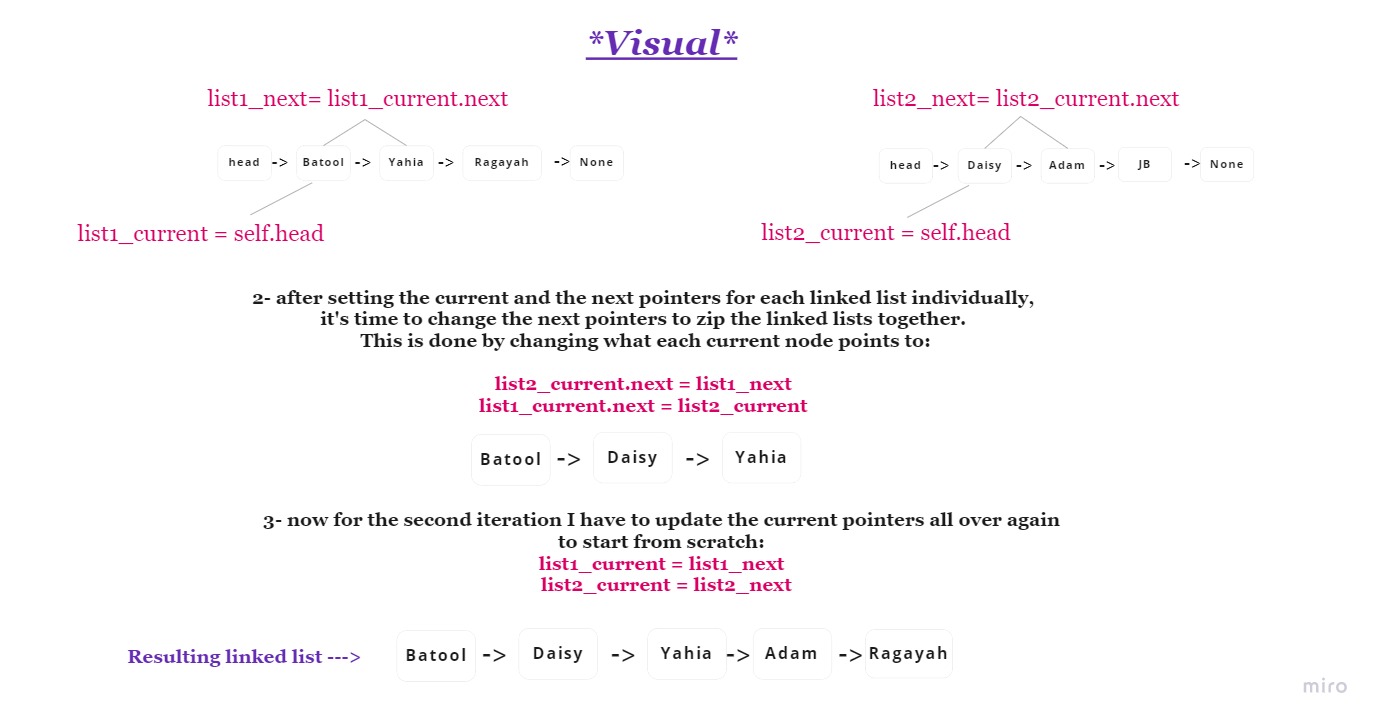 *Visual*
list1_next= list1_current.next
list2_next= list2_current.next
head -> Batool -> Yahia -> Ragayah -> None
head -> Daisy -> Adam -> JB -> None
list1_current = self.head
list2_current = self.head
2- after setting the current and the next pointers for each linked list individually,
it's time to change the next pointers to zip the linked lists together.
This is done by changing what each current node points to:
list2_current.next = list1_next
list1_current.next = list2_current
Batool -> Daisy -> Yahia
3- now for the second iteration I have to update the current pointers all over again
to start from scratch:
list1_current = list1_next
list2_current = list2_next
Resulting linked list ---> Batool -> Daisy -> Yahia -> Adam -> Ragayah
miro